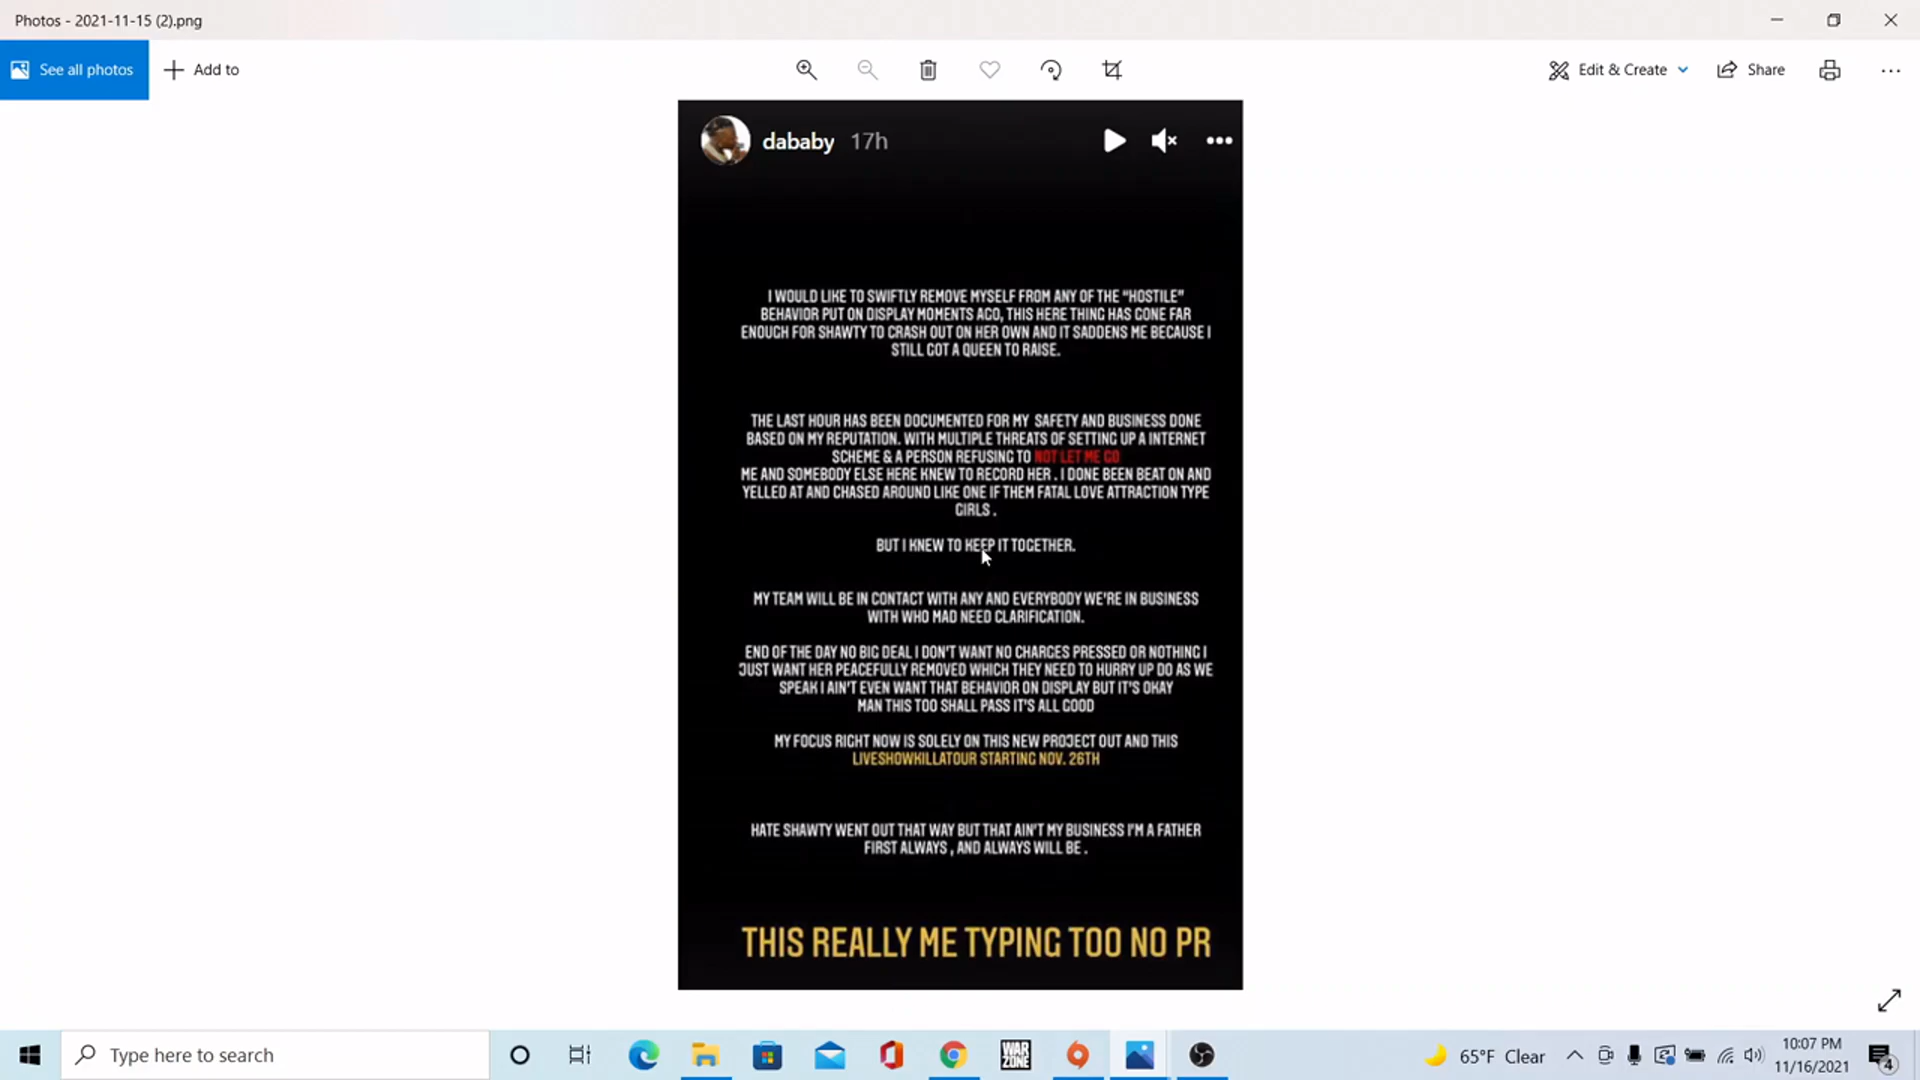 Photos - 2021-11-15 (2).png
See all photos
Add to
Edit & Create
Share
dababy 17h
I WOULD LIKE TO SWIFTLY REMOVE MYSELF FROM ANY OF THE “HOSTILE”
BEHAVIOR PUT ON DISPLAY MOMENTS AGO, THIS HERE THING HAS GONE FAR
ENOUGH FOR SHAWTY TO CRASH OUT ON HER OWN AND IT SADDENS ME BECAUSE I
STILL GOT A QUEEN TO RAISE.
THE LAST HOUR HAS BEEN DOCUMENTED FOR MY SAFETY AND BUSINESS DONE
BASED ON MY REPUTATION. WITH MULTIPLE THREATS OF SETTING UP A INTERNET
SCHEME & A PERSON REFUSING TO NOT LET ME GO
ME AND SOMEBODY ELSE HERE KNEW TO RECORD HER . I DONE BEEN BEAT ON AND
YELLED AT AND CHASED AROUND LIKE ONE IF THEM FATAL LOVE ATTRACTION TYPE
GIRLS .
BUT I KNEW TO KEEP IT TOGETHER.
MY TEAM WILL BE IN CONTACT WITH ANY AND EVERYBODY WE'RE IN BUSINESS
WITH WHO MAD NEED CLARIFICATION.
END OF THE DAY NO BIG DEAL I DON'T WANT NO CHARGES PRESSED OR NOTHING I
JUST WANT HER PEACEFULLY REMOVED WHICH THEY NEED TO HURRY UP DO AS WE
SPEAK I AIN'T EVEN WANT THAT BEHAVIOR ON DISPLAY BUT IT'S OKAY
MAN THIS TOO SHALL PASS IT'S ALL GOOD
MY FOCUS RIGHT NOW IS SOLELY ON THIS NEW PROJECT OUT AND THIS
LIVESHOWKILLATOUR STARTING NOV. 26TH
HATE SHAWTY WENT OUT THAT WAY BUT THAT AIN'T MY BUSINESS I'M A FATHER
FIRST ALWAYS , AND ALWAYS WILL BE .
THIS REALLY ME TYPING TOO NO PR
Type here to search
WAR
ZONE
65°F Clear
10:07 PM
11/16/2021
4